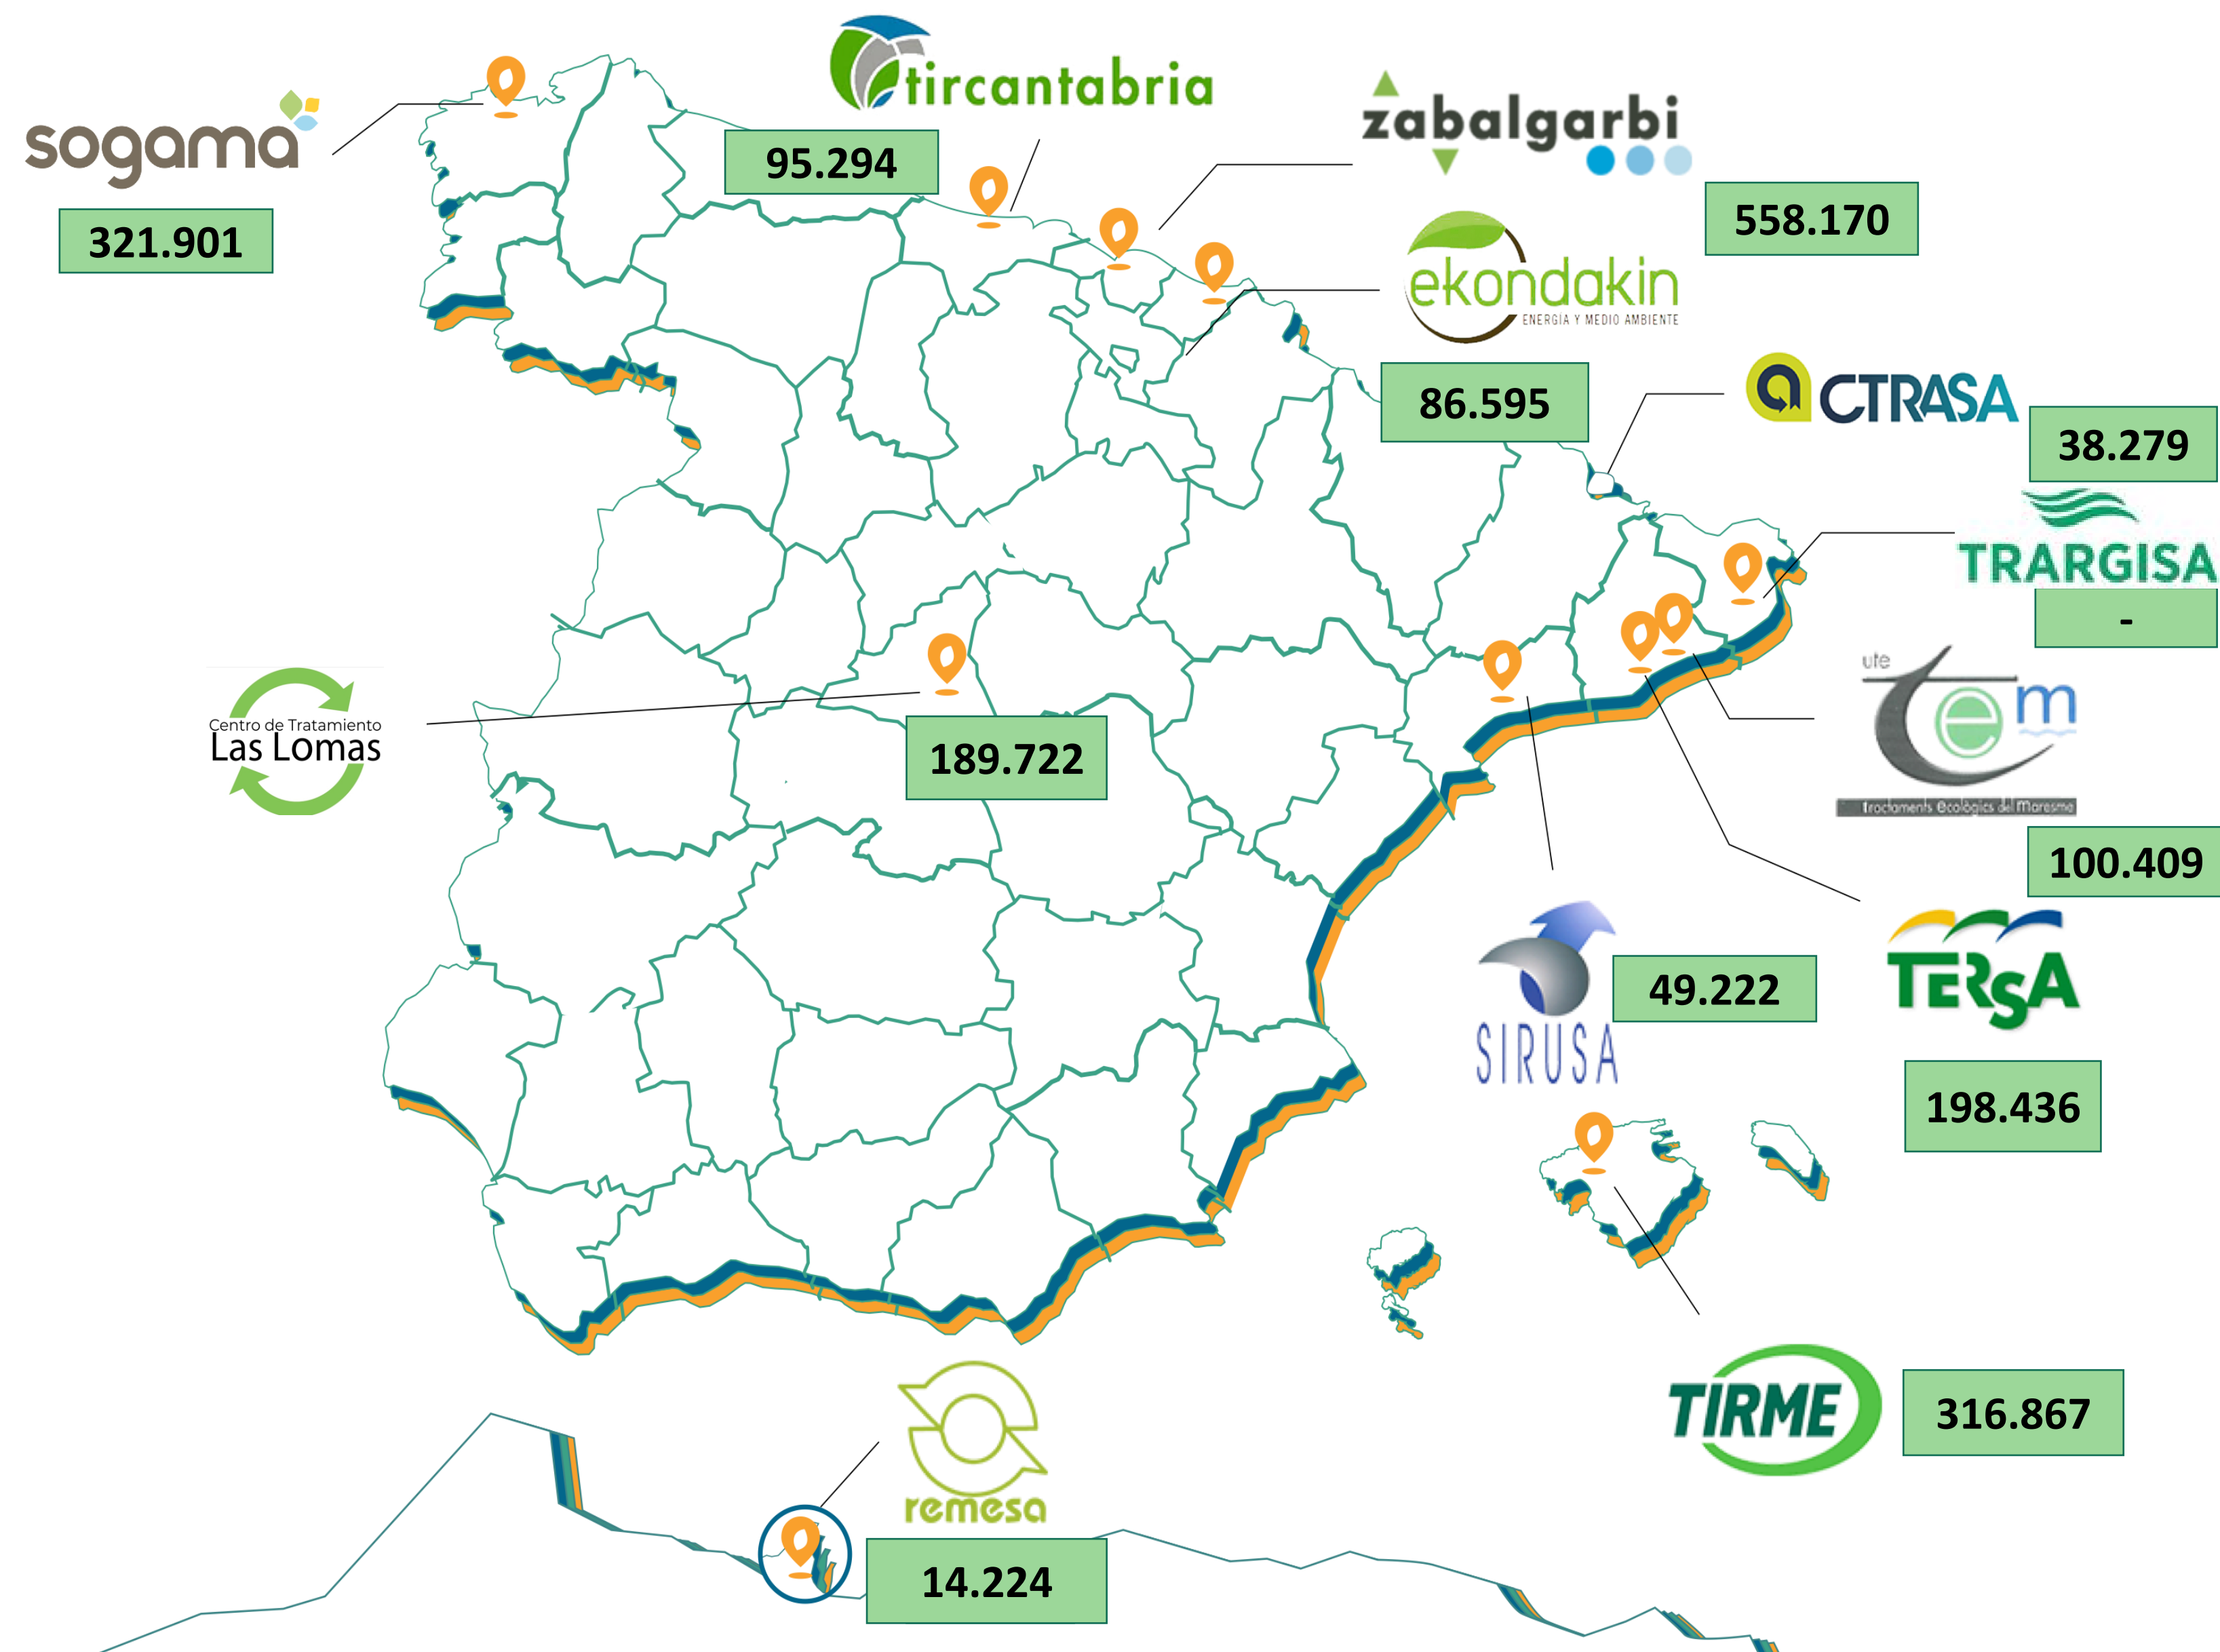 tircantabria
95.294
sogama
321.901
zabalgarbi
558.170
ekondakin
ENERGIA Y MEDIO AMBIENTE
86.595
CTRASA
38.279
TRARGISA
-
Centro de Tratamiento
Las Lomas
189.722
ute
tem
tractaments ecològics del maresme
100.409
SIRUSA
49.222
TERSA
198.436
TIRME
316.867
remesa
14.224